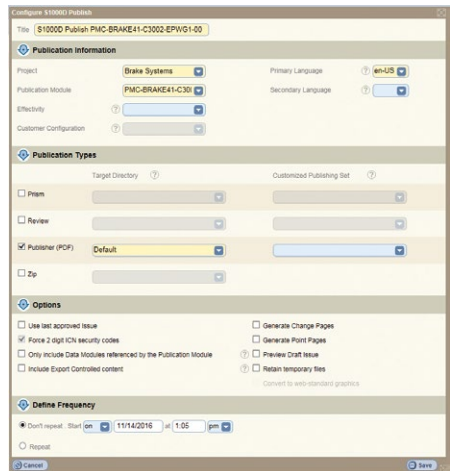 Configure S1000D Publish
Title S1000D Publish PMC-BRAKE41-C3002-EPWG1-00
Publication Information
Project Brake Systems Primary Language ? en-US
Publication Module PMC-BRAKE41-C30 Secondary Language ?
Effectivity ?
Customer Configuration ?
Publication Types
Target Directory ? Customized Publishing Set ?
Prism
Review
Publisher (PDF) Default
Zip
Options
Use last approved issue Generate Change Pages
Force 2 digit ICN security codes Generate Point Pages
Only include Data Modules referenced by the Publication Module ? Preview Draft Issue
Include Export Controlled content ? Retain temporary files
Convert to web-standard graphics
Define Frequency
Don't repeat . Start on 11/14/2016 at 1:05 pm
Repeat
Cancel Save